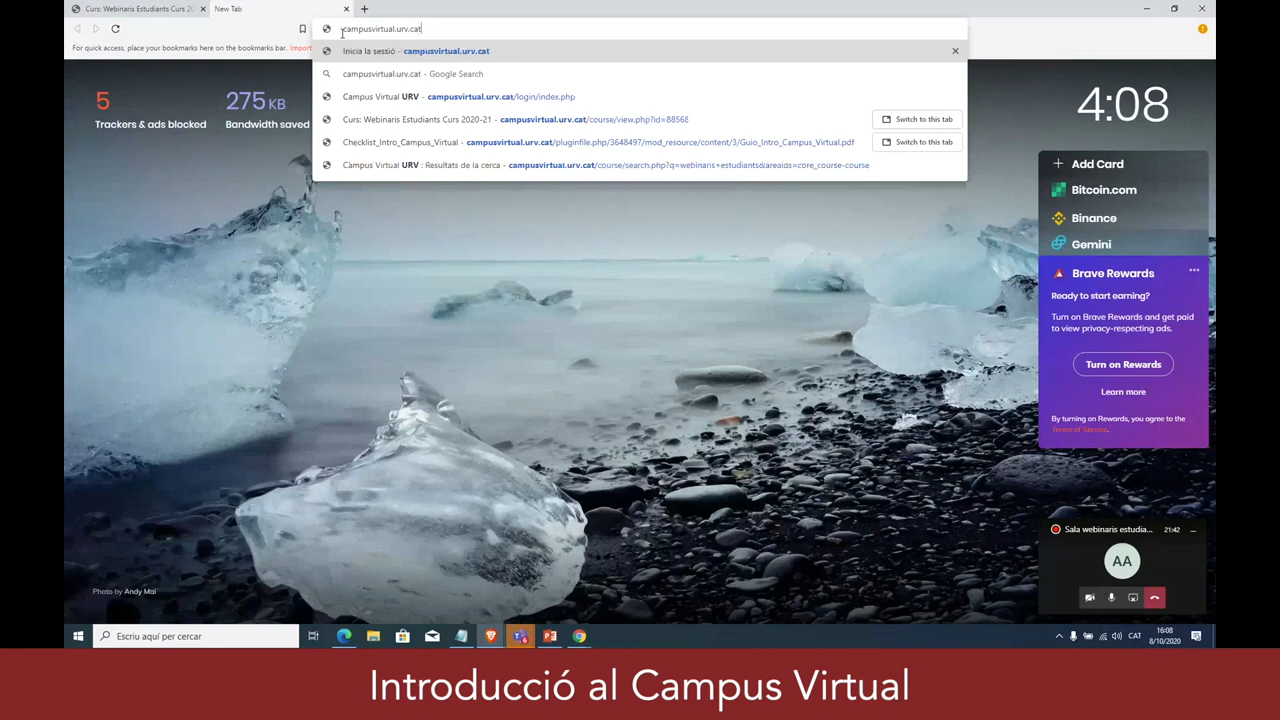 Curs: Webinaris Estudiants Curs 20
New Tab
campusvirtual.urv.cat
For quick access, place your bookmarks here on the bookmarks bar. Import
Inicia la sessió - campusvirtual.urv.cat
campusvirtual.urv.cat - Google Search
Campus Virtual URV - campusvirtual.urv.cat/login/index.php
Curs: Webinaris Estudiants Curs 2020-21 - campusvirtual.urv.cat/course/view.php?id=88568
Switch to this tab
Checklist_Intro_Campus_Virtual - campusvirtual.urv.cat/pluginfile.php/3648497/mod_resource/content/3/Guio_Intro_Campus_Virtual.pdf
Switch to this tab
Campus Virtual URV : Resultats de la cerca - campusvirtual.urv.cat/course/search.php?q=webinaris+estudiants&areaids=core_course-course
5
Trackers & ads blocked
275 KB
Bandwidth saved
4:08
Add Card
Bitcoin.com
Binance
Gemini
Brave Rewards
Ready to start earning?
Turn on Brave Rewards and get paid
to view privacy-respecting ads.
Turn on Rewards
Learn more
By turning on Rewards, you agree to the
Terms of Service.
Sala webinaris estudia...
21:42
AA
Photo by Andy Mai
Escriu aquí per cercar
CAT
16:08
8/10/2020
Introducció al Campus Virtual